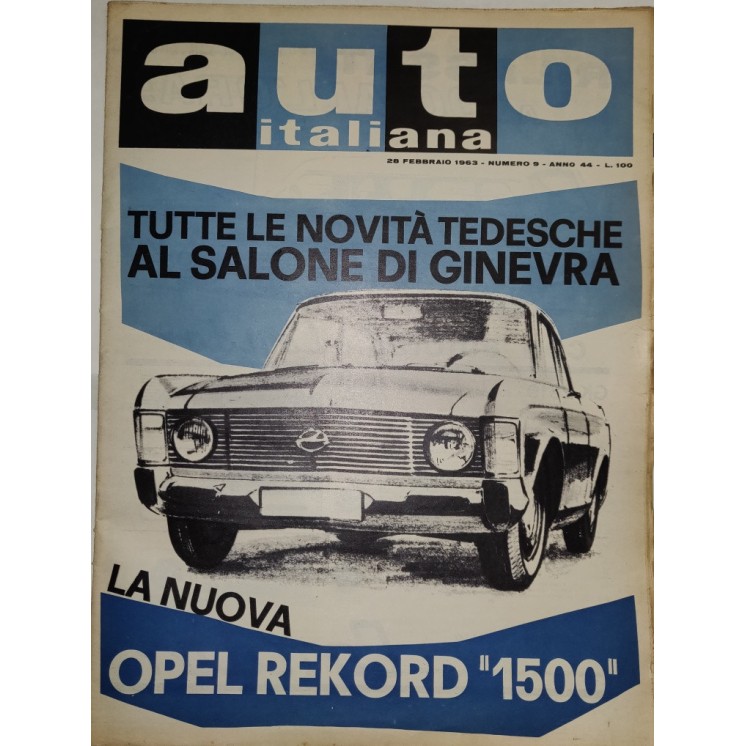 auto
italiana
28 FEBBRAIO 1963 - NUMERO 9 - ANNO 44 - L. 100
TUTTE LE NOVITÀ TEDESCHE
AL SALONE DI GINEVRA
LA NUOVA
OPEL REKORD "1500"